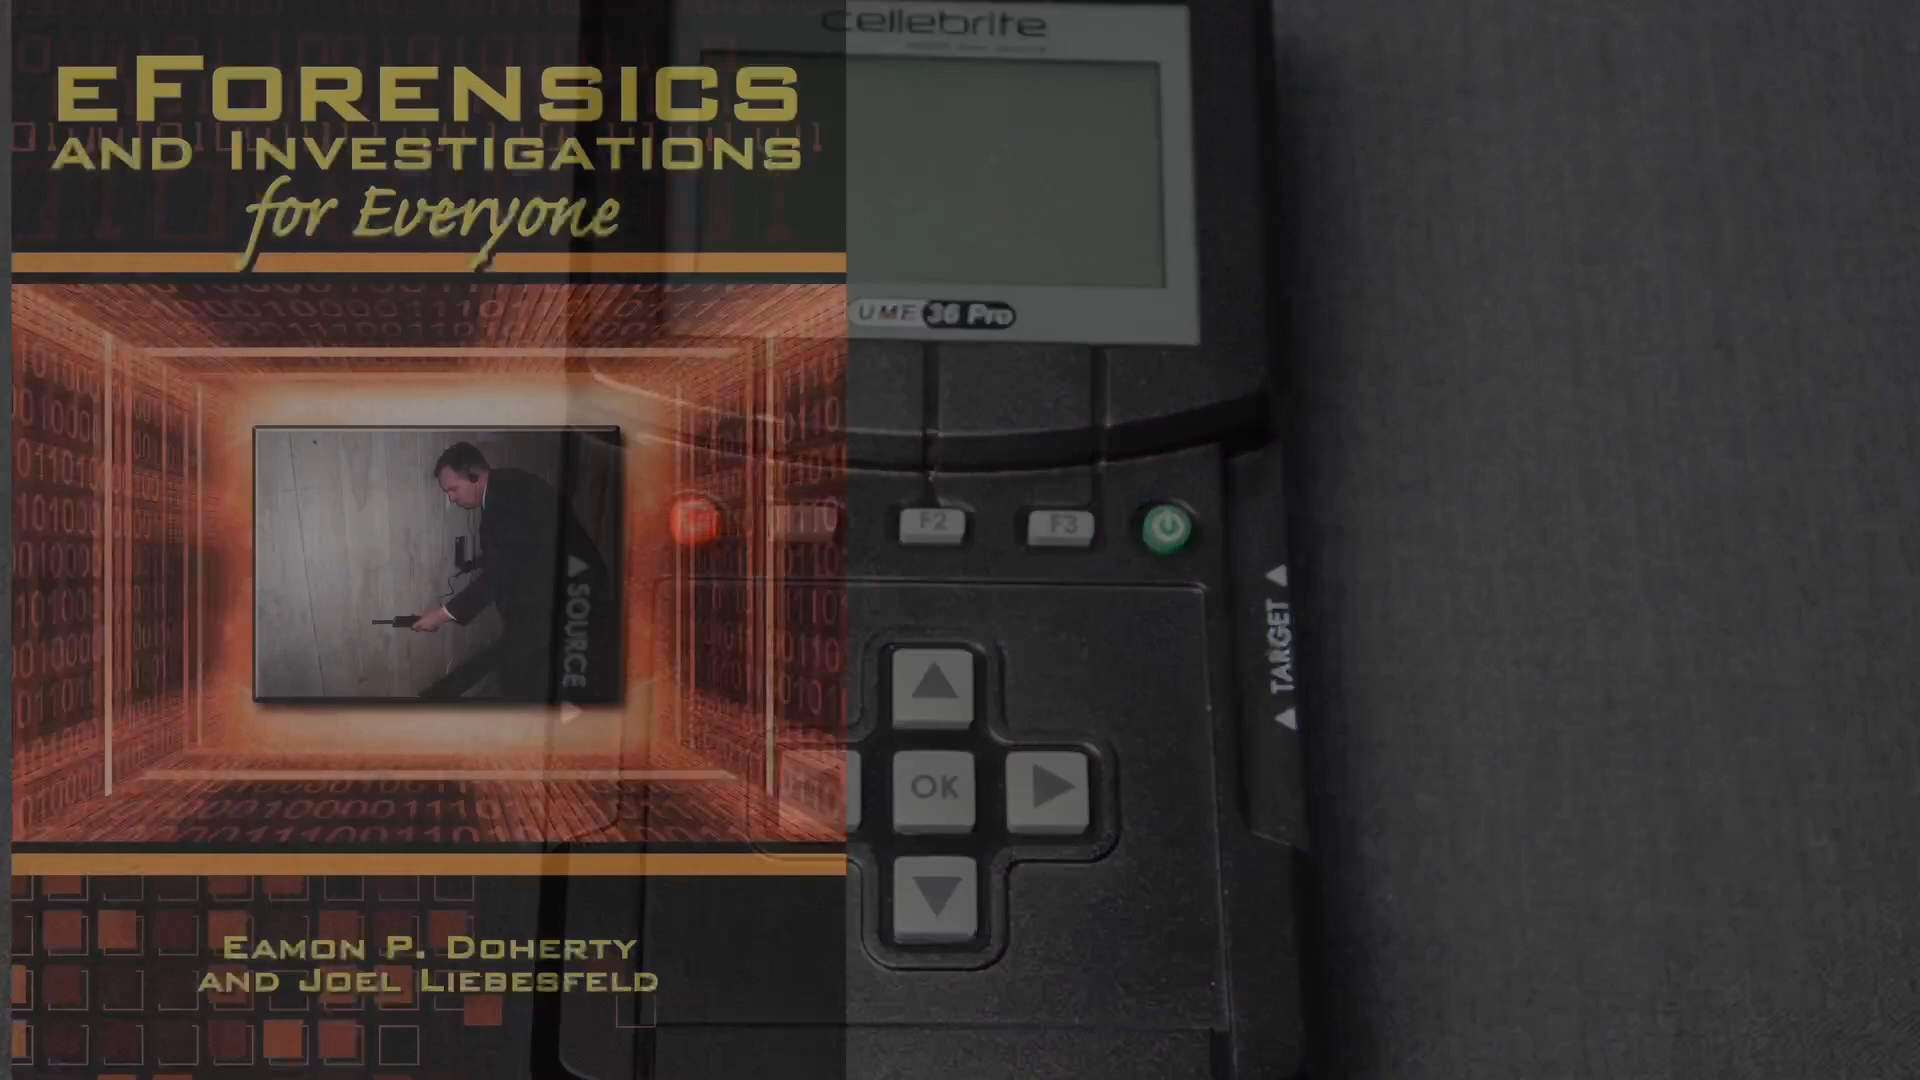 eForensics
and Investigations
for Everyone
Eamon P. Doherty
and Joel Liebesfeld
cellebrite
UME 36 Pro
F2
F3
SOURCE
TARGET
OK